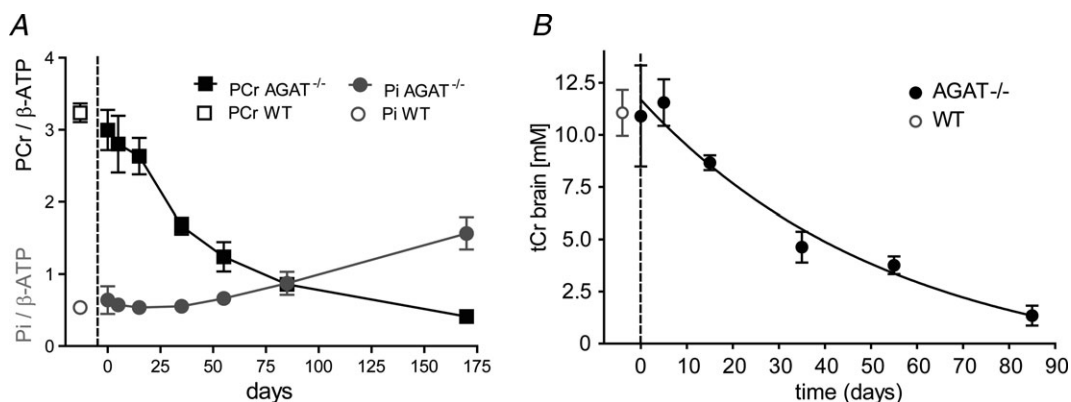 A
PCr / β-ATP
Pi / β-ATP
4
3
2
1
0
PCr AGAT-/-
PCr WT
Pi AGAT-/-
Pi WT
0 25 50 75 100 125 150 175
days
B
tCr brain [mM]
12.5
10.0
7.5
5.0
2.5
0
AGAT-/-
WT
0 10 20 30 40 50 60 70 80 90
time (days)